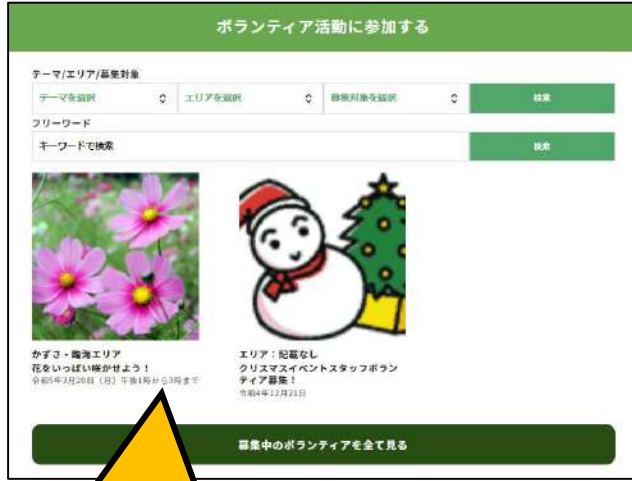 ボランティア活動に参加する
テーマ/エリア/募集対象
テーマを選択
エリアを選択
募集対象を選択
検索
フリーワード
キーワードで検索
検索
かずさ・臨海エリア
花をいっぱい咲かせよう！
令和5年2月20日（月）午後1時から3時まで
エリア：記載なし
クリスマスイベントスタッフボラン
ティア募集！
令和4年12月21日
募集中のボランティアを全て見る